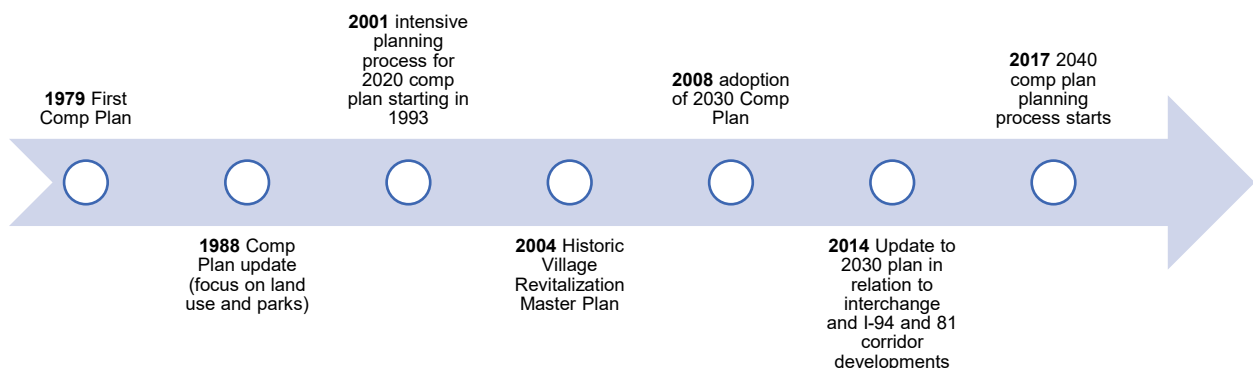 1979 First
Comp Plan
1988 Comp
Plan update
(focus on land
use and parks)
2001 intensive
planning
process for
2020 comp
plan starting in
1993
2004 Historic
Village
Revitalization
Master Plan
2008 adoption
of 2030 Comp
Plan
2014 Update to
2030 plan in
relation to
interchange
and I-94 and 81
corridor
developments
2017 2040
comp plan
planning
process starts